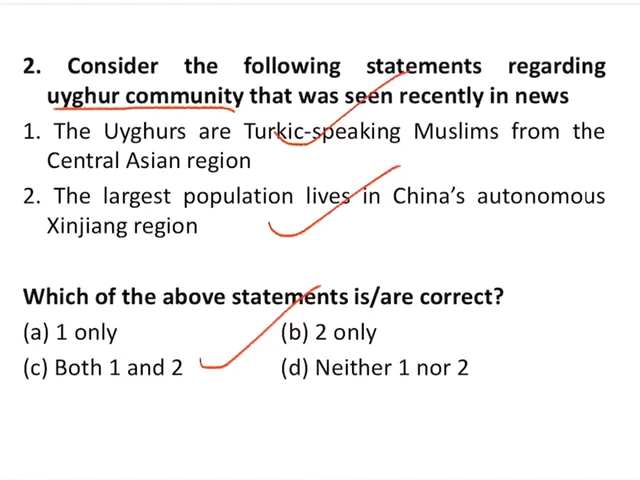 2. Consider the following statements regarding
uyghur community that was seen recently in news
1. The Uyghurs are Turkic-speaking Muslims from the
Central Asian region
2. The largest population lives in China’s autonomous
Xinjiang region
Which of the above statements is/are correct?
(a) 1 only (b) 2 only
(c) Both 1 and 2 (d) Neither 1 nor 2